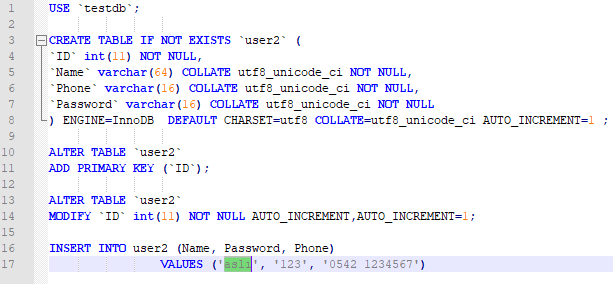 1 USE `testdb`;
2
3 CREATE TABLE IF NOT EXISTS `user2` (
4 `ID` int(11) NOT NULL,
5 `Name` varchar(64) COLLATE utf8_unicode_ci NOT NULL,
6 `Phone` varchar(16) COLLATE utf8_unicode_ci NOT NULL,
7 `Password` varchar(16) COLLATE utf8_unicode_ci NOT NULL
8 ) ENGINE=InnoDB  DEFAULT CHARSET=utf8 COLLATE=utf8_unicode_ci AUTO_INCREMENT=1 ;
9
10 ALTER TABLE `user2`
11 ADD PRIMARY KEY (`ID`);
12
13 ALTER TABLE `user2`
14 MODIFY `ID` int(11) NOT NULL AUTO_INCREMENT,AUTO_INCREMENT=1;
15
16 INSERT INTO user2 (Name, Password, Phone)
17 VALUES ('asli', '123', '0542 1234567')